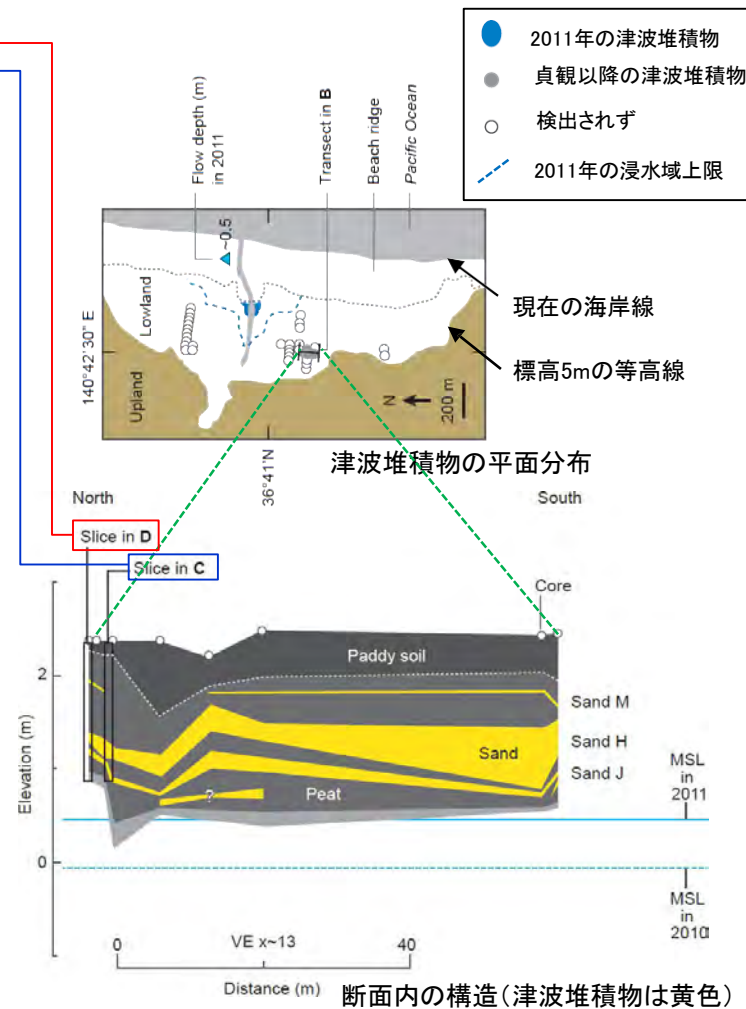 2011年の津波堆積物
貞観以降の津波堆積物
検出されず
2011年の浸水域上限
Flow depth (m)
in 2011
Transect in B
Beach ridge
Pacific Ocean
~0.5
Lowland
Upland
140°42'30" E
N
200 m
36°41'N
現在の海岸線
標高5mの等高線
津波堆積物の平面分布
North
South
Slice in D
Slice in C
Core
Paddy soil
Sand M
Sand
Sand H
Sand J
Peat
?
Elevation (m)
2
0
MSL
in
2011
MSL
in
2010
0
VE x~13
40
Distance (m)
断面内の構造(津波堆積物は黄色)